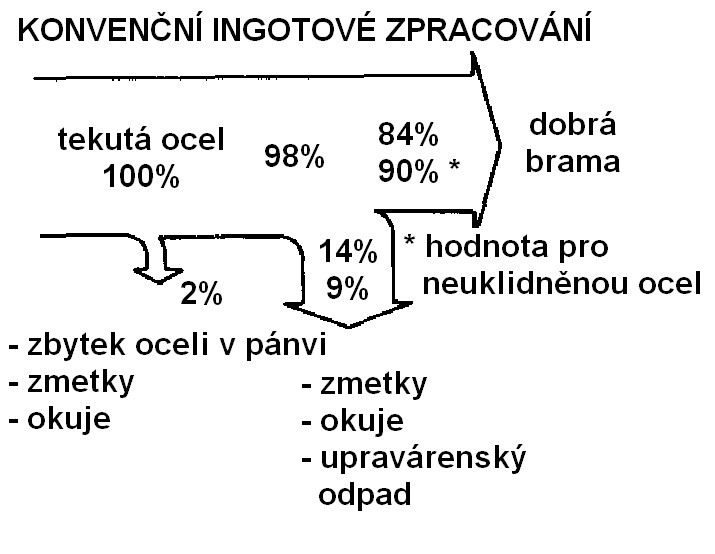 KONVENČNÍ INGOTOVÉ ZPRACOVÁNÍ
tekutá ocel
100%
98%
84%
90% *
dobrá
brama
2%
14%
9%
* hodnota pro
neuklidněnou ocel
- zbytek oceli v pánvi
- zmetky
- okuje
- zmetky
- okuje
- upravárenský
odpad